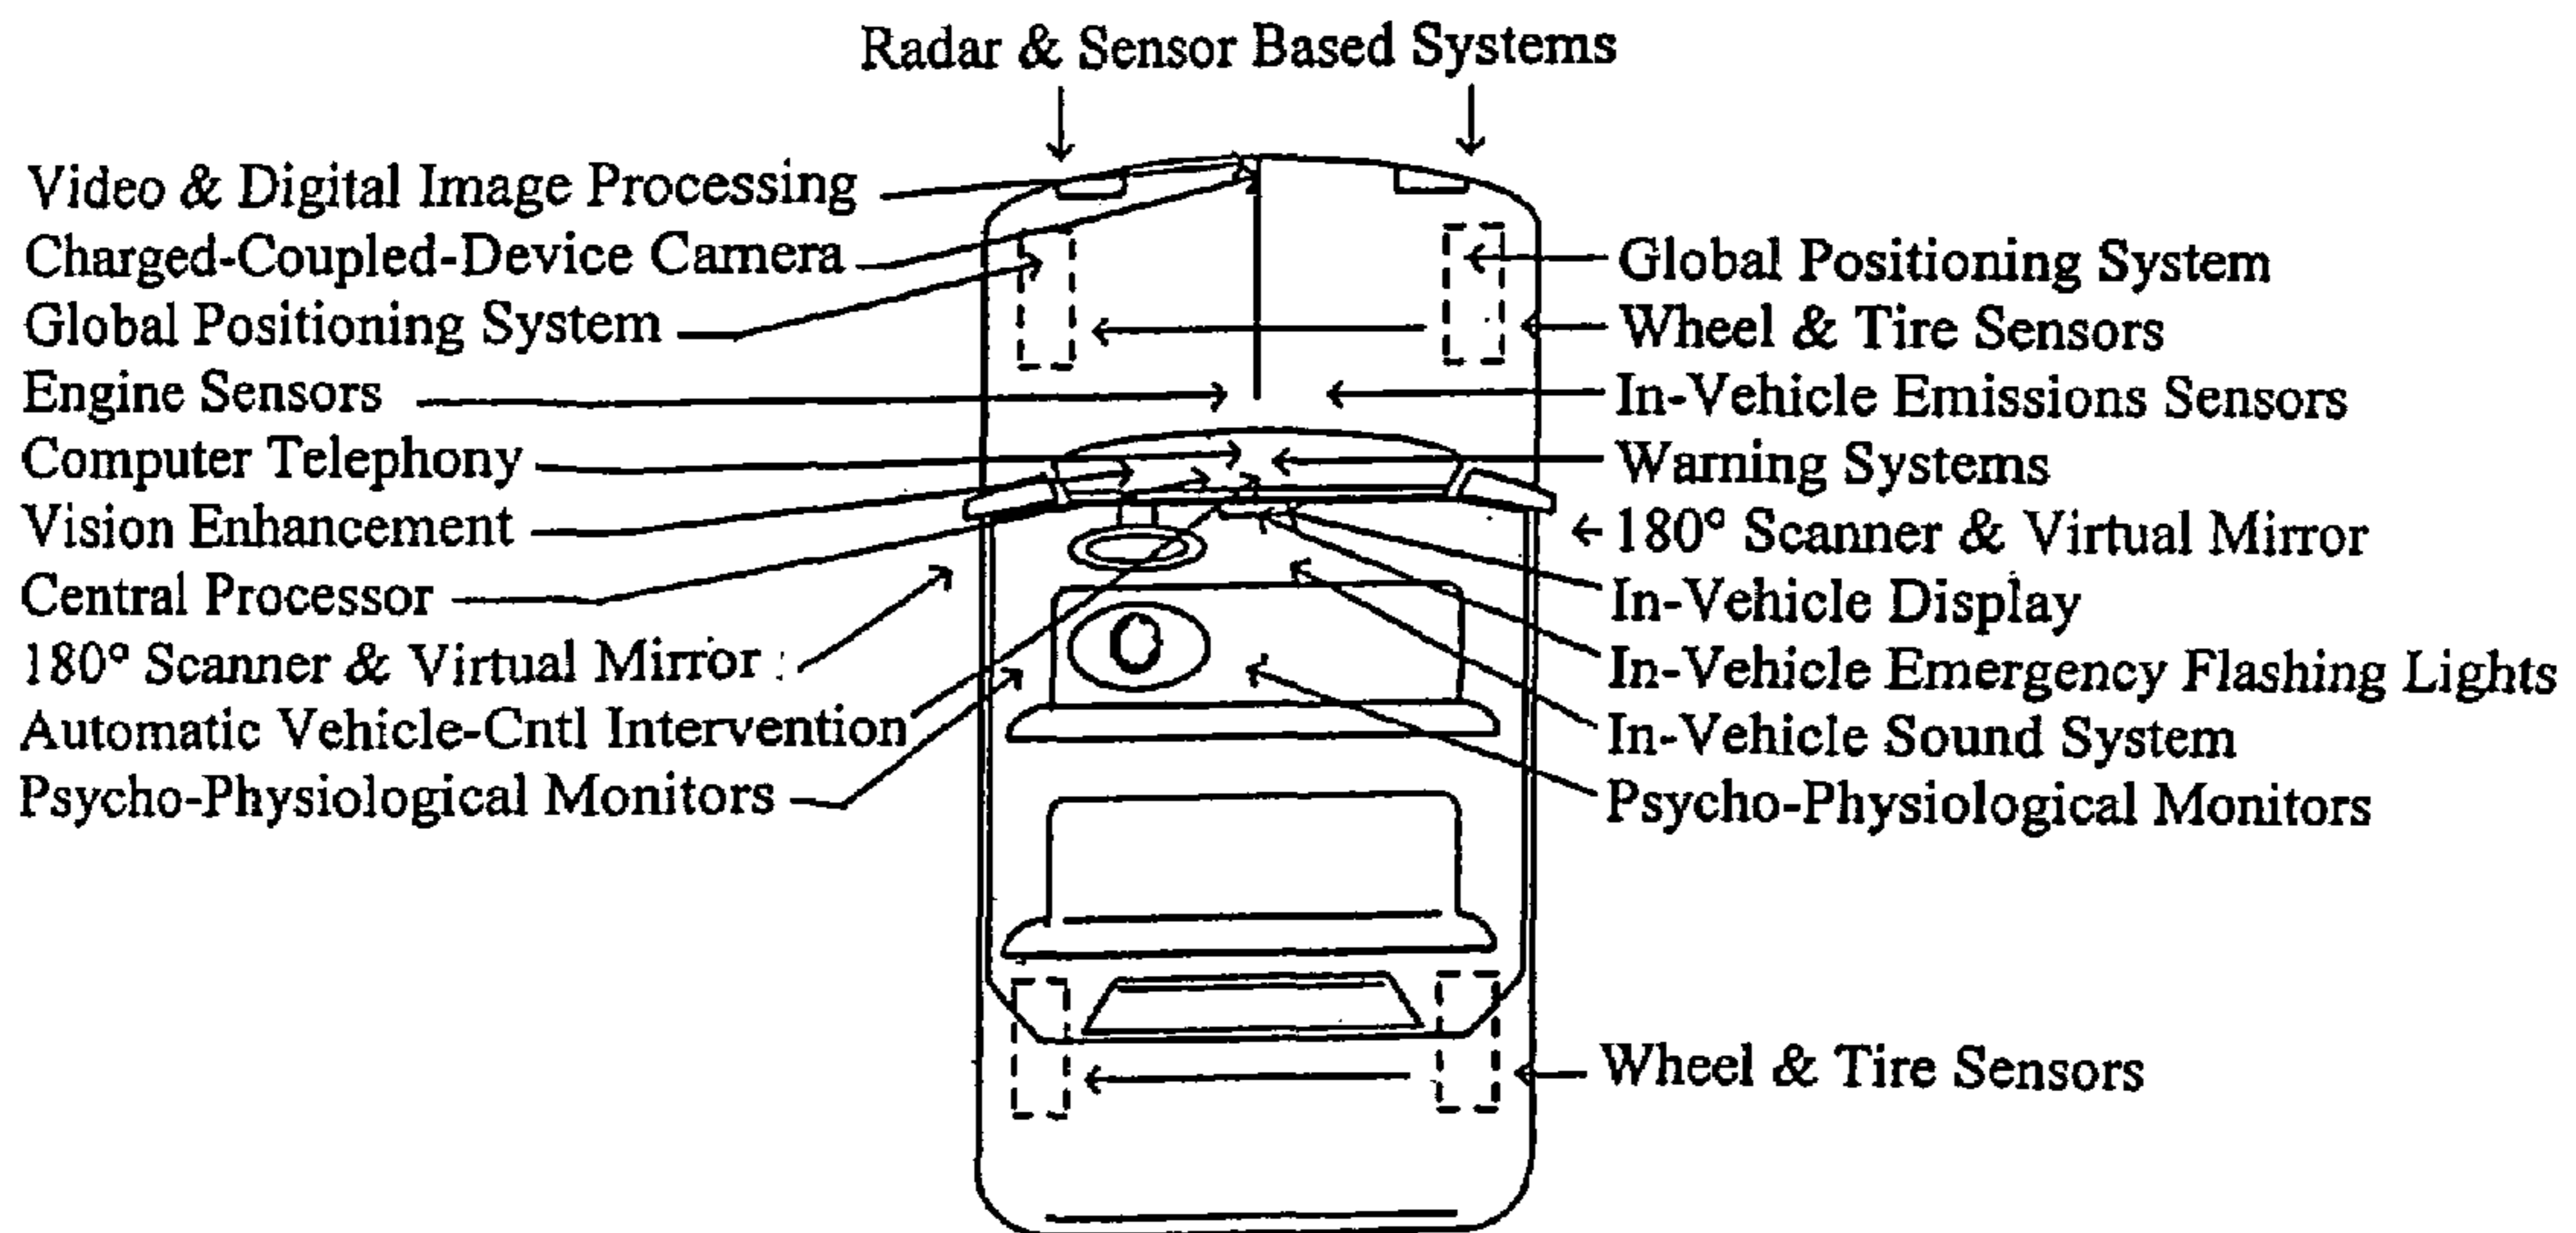 Radar & Sensor Based Systems
Video & Digital Image Processing
Charged-Coupled-Device Camera
Global Positioning System
Engine Sensors
Computer Telephony
Vision Enhancement
Central Processor
180° Scanner & Virtual Mirror
Automatic Vehicle-Cntl Intervention
Psycho-Physiological Monitors
Global Positioning System
Wheel & Tire Sensors
In-Vehicle Emissions Sensors
Warning Systems
180° Scanner & Virtual Mirror
In-Vehicle Display
In-Vehicle Emergency Flashing Lights
In-Vehicle Sound System
Psycho-Physiological Monitors
Wheel & Tire Sensors